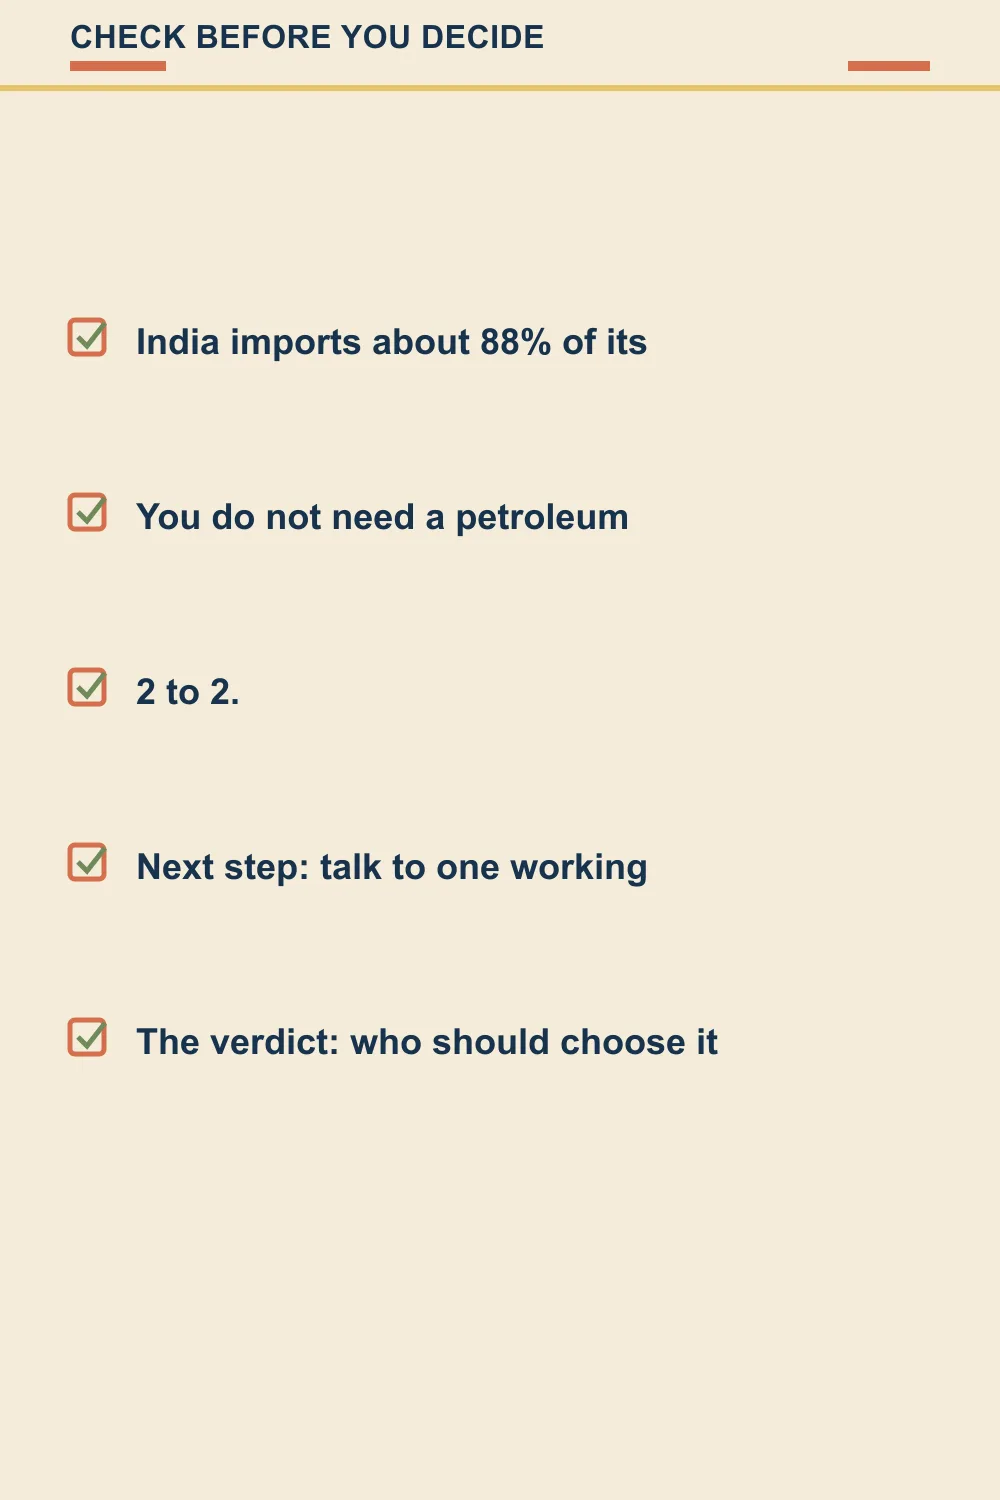 CHECK BEFORE YOU DECIDE
India imports about 88% of its
You do not need a petroleum
2 to 2.
Next step: talk to one working
The verdict: who should choose it